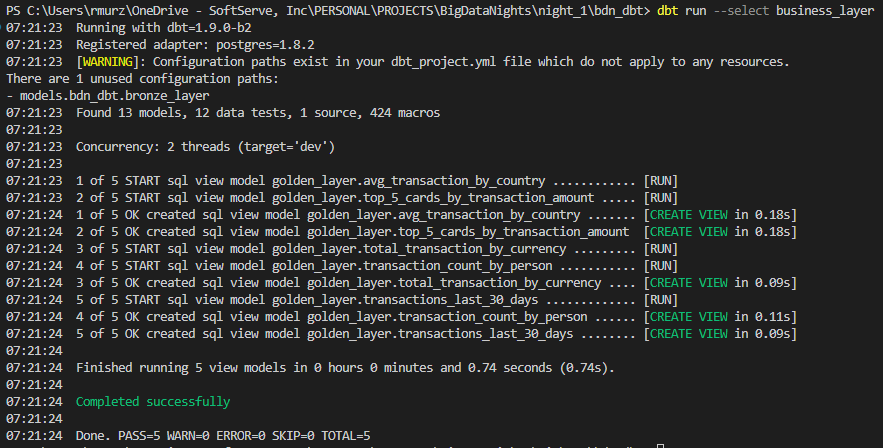 PS C:\Users\rmurz\OneDrive - SoftServe, Inc\PERSONAL\PROJECTS\BigDataNights\night_1\bdn_dbt> dbt run --select business_layer
07:21:23  Running with dbt=1.9.0-b2
07:21:23  Registered adapter: postgres=1.8.2
07:21:23  [WARNING]: Configuration paths exist in your dbt_project.yml file which do not apply to any resources.
There are 1 unused configuration paths:
- models.bdn_dbt.bronze_layer
07:21:23  Found 13 models, 12 data tests, 1 source, 424 macros
07:21:23
07:21:23  Concurrency: 2 threads (target='dev')
07:21:23
07:21:23  1 of 5 START sql view model golden_layer.avg_transaction_by_country ............ [RUN]
07:21:23  2 of 5 START sql view model golden_layer.top_5_cards_by_transaction_amount ..... [RUN]
07:21:24  1 of 5 OK created sql view model golden_layer.avg_transaction_by_country ....... [CREATE VIEW in 0.18s]
07:21:24  2 of 5 OK created sql view model golden_layer.top_5_cards_by_transaction_amount  [CREATE VIEW in 0.18s]
07:21:24  3 of 5 START sql view model golden_layer.total_transaction_by_currency ......... [RUN]
07:21:24  4 of 5 START sql view model golden_layer.transaction_count_by_person ........... [RUN]
07:21:24  3 of 5 OK created sql view model golden_layer.total_transaction_by_currency .... [CREATE VIEW in 0.09s]
07:21:24  5 of 5 START sql view model golden_layer.transactions_last_30_days ............. [RUN]
07:21:24  4 of 5 OK created sql view model golden_layer.transaction_count_by_person ...... [CREATE VIEW in 0.11s]
07:21:24  5 of 5 OK created sql view model golden_layer.transactions_last_30_days ........ [CREATE VIEW in 0.09s]
07:21:24
07:21:24  Finished running 5 view models in 0 hours 0 minutes and 0.74 seconds (0.74s).
07:21:24
07:21:24  Completed successfully
07:21:24
07:21:24  Done. PASS=5 WARN=0 ERROR=0 SKIP=0 TOTAL=5